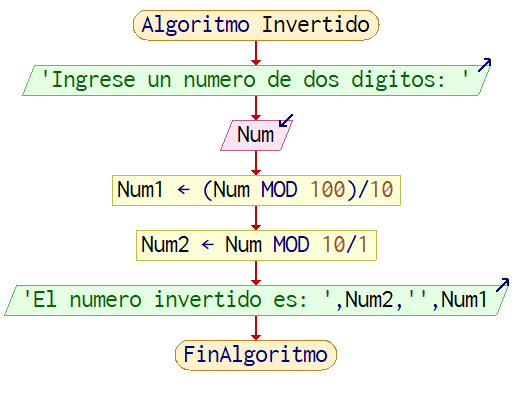 Algoritmo Invertido
'Ingrese un numero de dos digitos: '
Num
Num1 ← (Num MOD 100)/10
Num2 ← Num MOD 10/1
'El numero invertido es: ',Num2,'',Num1
FinAlgoritmo